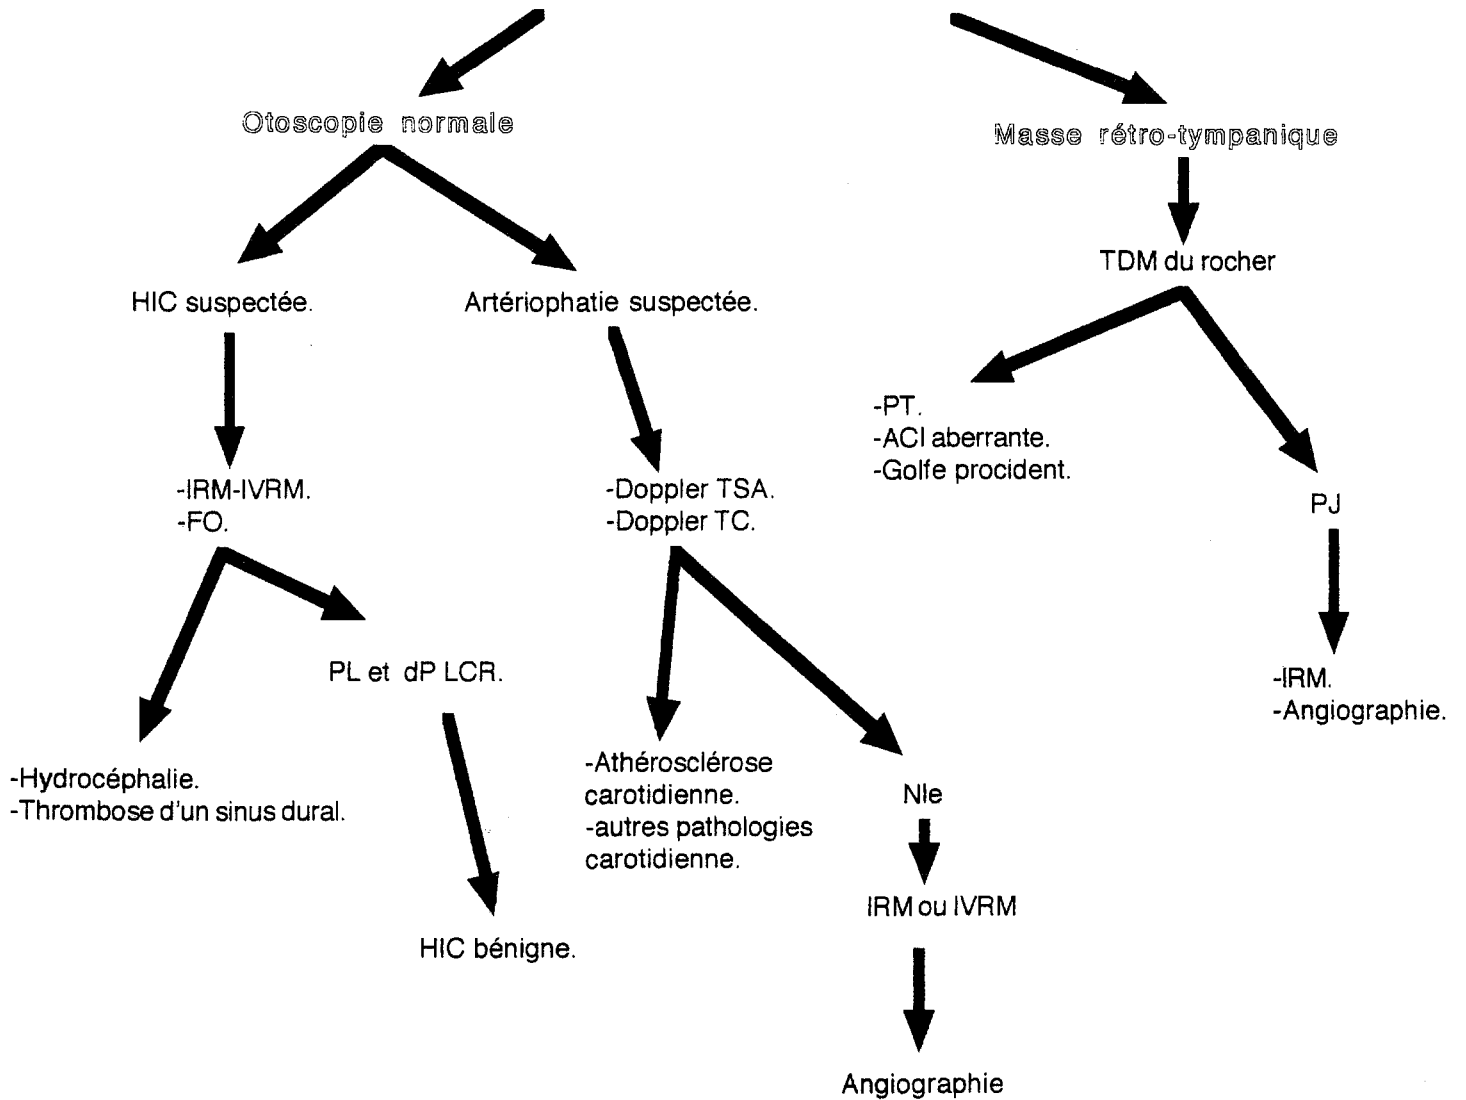 Otoscopie normale
Masse rétro-tympanique
TDM du rocher
HIC suspectée.
Artériophatie suspectée.
-PT.
-ACI aberrante.
-Golfe procident.
-IRM-IVRM.
-FO.
-Doppler TSA.
-Doppler TC.
PJ
PL et dP LCR.
-IRM.
-Angiographie.
-Hydrocéphalie.
-Thrombose d'un sinus dural.
-Athérosclérose
carotidienne.
-autres pathologies
carotidienne.
Nle
IRM ou IVRM
HIC bénigne.
Angiographie